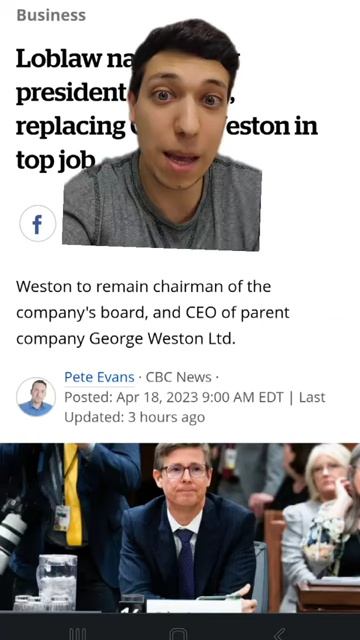 Business
Loblaw na
president
replacing eston in
top job
f
Weston to remain chairman of the
company's board, and CEO of parent
company George Weston Ltd.
Pete Evans · CBC News ·
Posted: Apr 18, 2023 9:00 AM EDT | Last
Updated: 3 hours ago